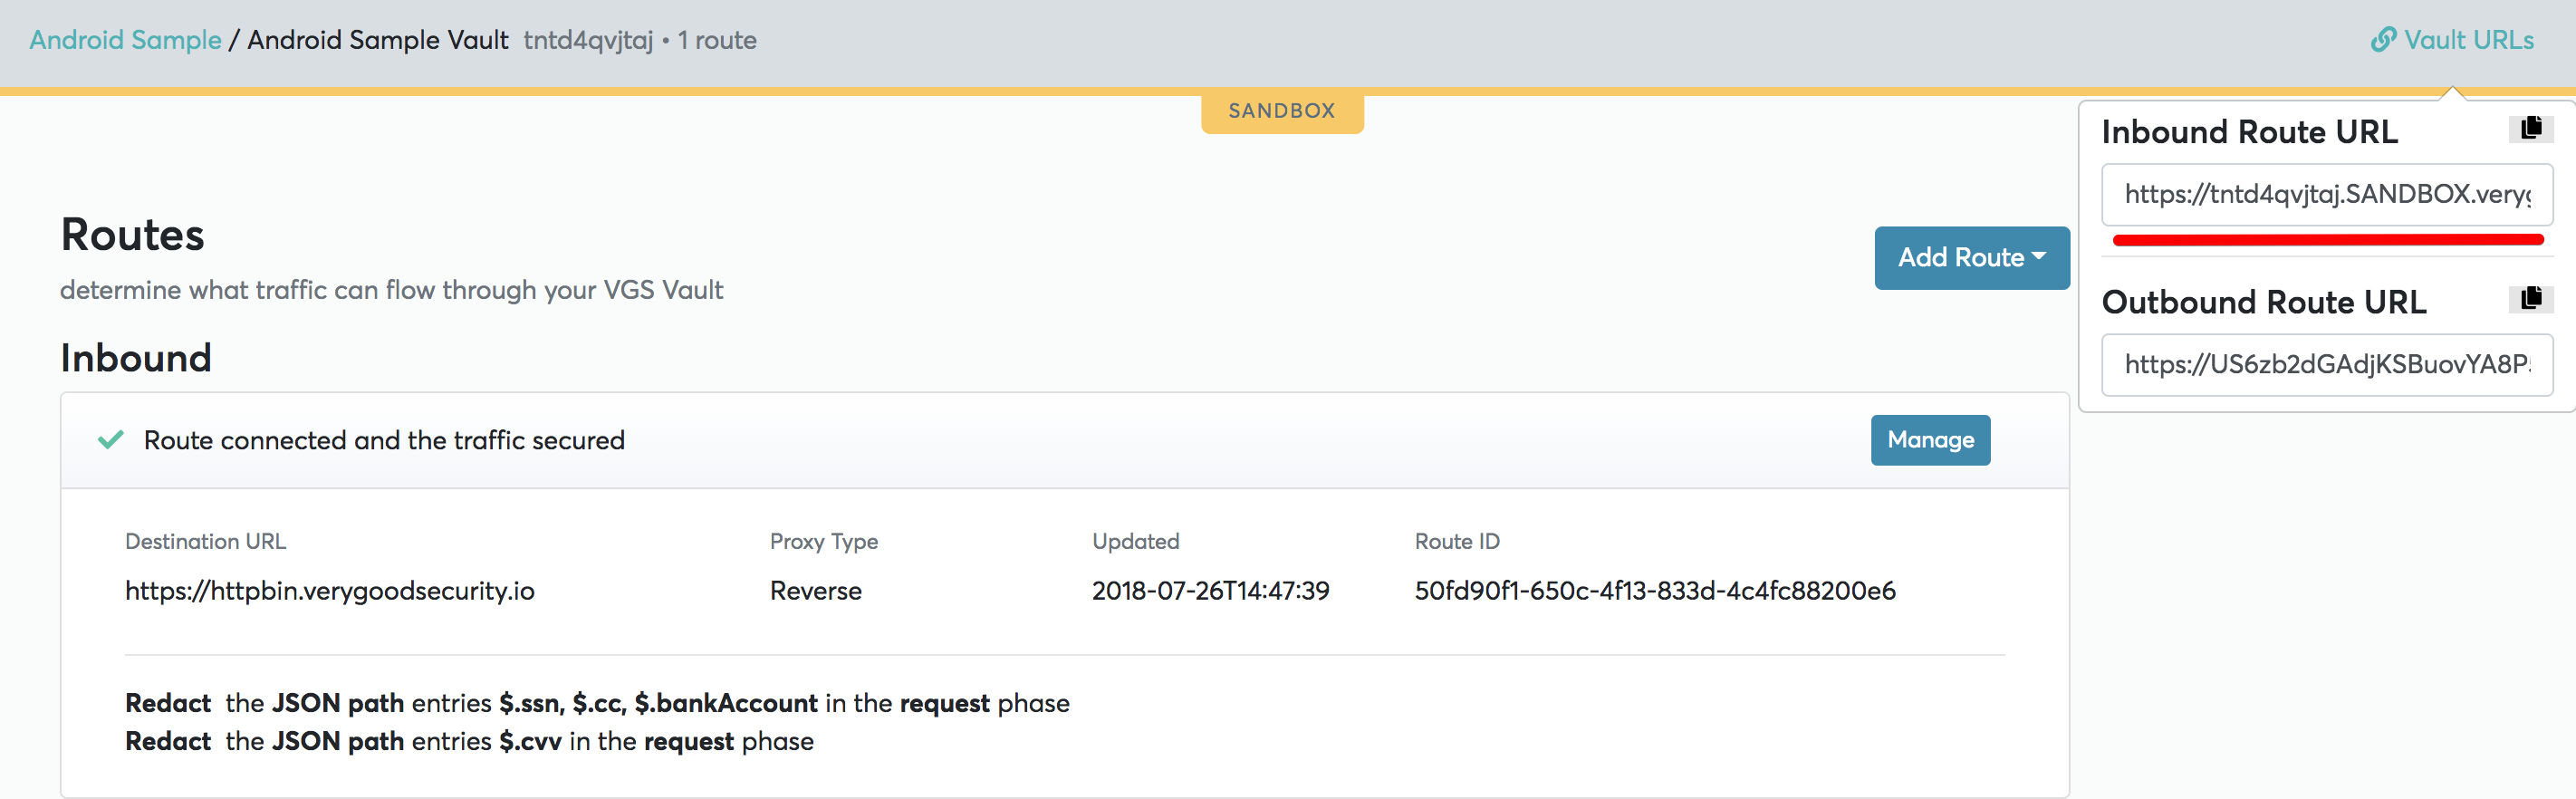 Android Sample / Android Sample Vault tntd4qvjtaj • 1 route
Vault URLs
SANDBOX
Inbound Route URL
https://tntd4qvjtaj.SANDBOX.very
Outbound Route URL
https://US6zb2dGAdjKSBuovYA8P
Routes
Add Route
determine what traffic can flow through your VGS Vault
Inbound
Route connected and the traffic secured
Manage
Destination URL Proxy Type Updated Route ID
https://httpbin.verygoodsecurity.io Reverse 2018-07-26T14:47:39 50fd90f1-650c-4f13-833d-4c4fc88200e6
Redact the JSON path entries $.ssn, $.cc, $.bankAccount in the request phase
Redact the JSON path entries $.cvv in the request phase